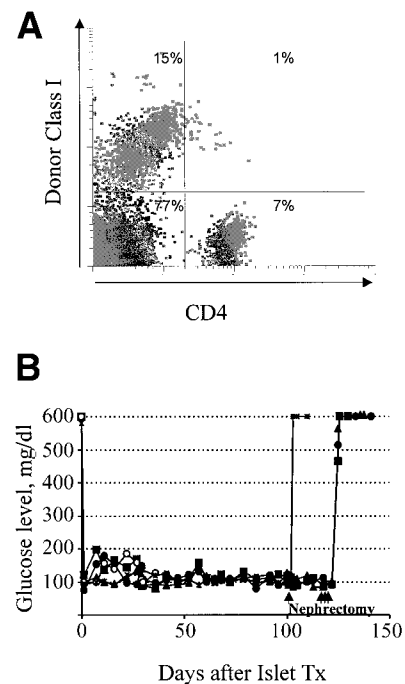 A
Donor Class I
15%
1%
77%
7%
CD4
B
Glucose level, mg/dl
600
500
400
300
200
100
Nephrectomy
0
50
100
150
Days after Islet Tx